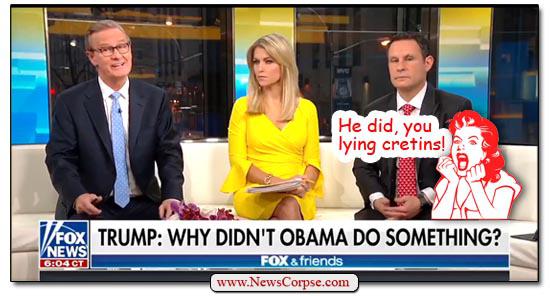 He did, you
lying cretins!
FOX
NEWS
6:04 CT
TRUMP: WHY DIDN'T OBAMA DO SOMETHING?
FOX & friends
www.NewsCorpse.com